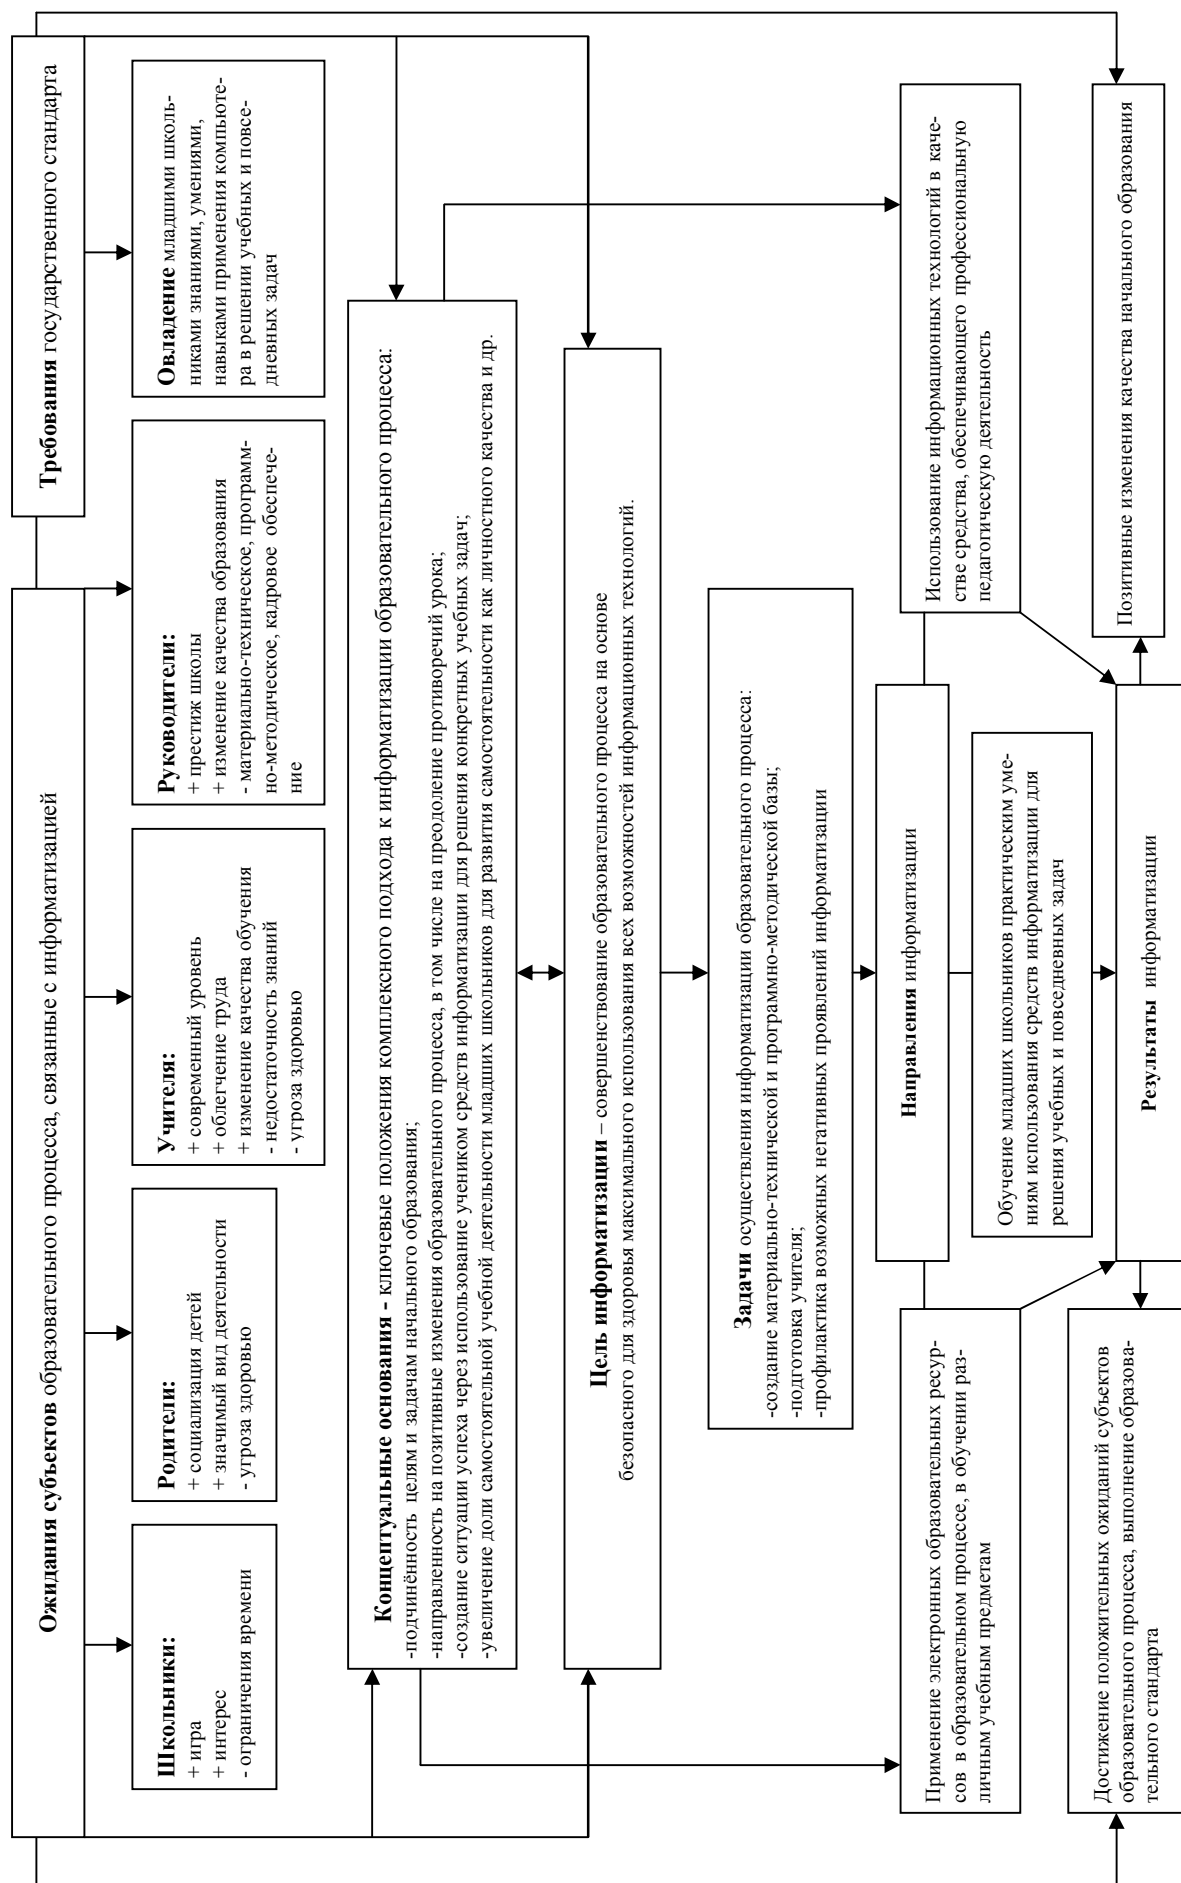 Ожидания субъектов образовательного процесса, связанные с информатизацией
Требования государственного стандарта
Школьники:
+ игра
+ интерес
- ограничения времени
Родители:
+ социализация детей
+ значимый вид деятельности
- угроза здоровью
Учителя:
+ современный уровень
+ облегчение труда
+ изменение качества обучения
- недостаточность знаний
- угроза здоровью
Руководители:
+ престиж школы
+ изменение качества образования
- материально-техническое, программ-
но-методическое, кадровое обеспече-
ние
Овладение младшими школь-
никами знаниями, умениями,
навыками применения компьюте-
ра в решении учебных и повсе-
дневных задач
Концептуальные основания - ключевые положения комплексного подхода к информатизации образовательного процесса:
-подчинённость целям и задачам начального образования;
-направленность на позитивные изменения образовательного процесса, в том числе на преодоление противоречий урока;
-создание ситуации успеха через использование учеником средств информатизации для решения конкретных учебных задач;
-увеличение доли самостоятельной учебной деятельности младших школьников для развития самостоятельности как личностного качества и др.
Цель информатизации – совершенствование образовательного процесса на основе
безопасного для здоровья максимального использования всех возможностей информационных технологий.
Задачи осуществления информатизации образовательного процесса:
-создание материально-технической и программно-методической базы;
-подготовка учителя;
-профилактика возможных негативных проявлений информатизации
Направления информатизации
Применение электронных образовательных ресур-
сов в образовательном процессе, в обучении раз-
личным учебным предметам
Обучение младших школьников практическим уме-
ниям использования средств информатизации для
решения учебных и повседневных задач
Использование информационных технологий в каче-
стве средства, обеспечивающего профессиональную
педагогическую деятельность
Результаты информатизации
Достижение положительных ожиданий субъектов
образовательного процесса, выполнение образова-
тельного стандарта
Позитивные изменения качества начального образования